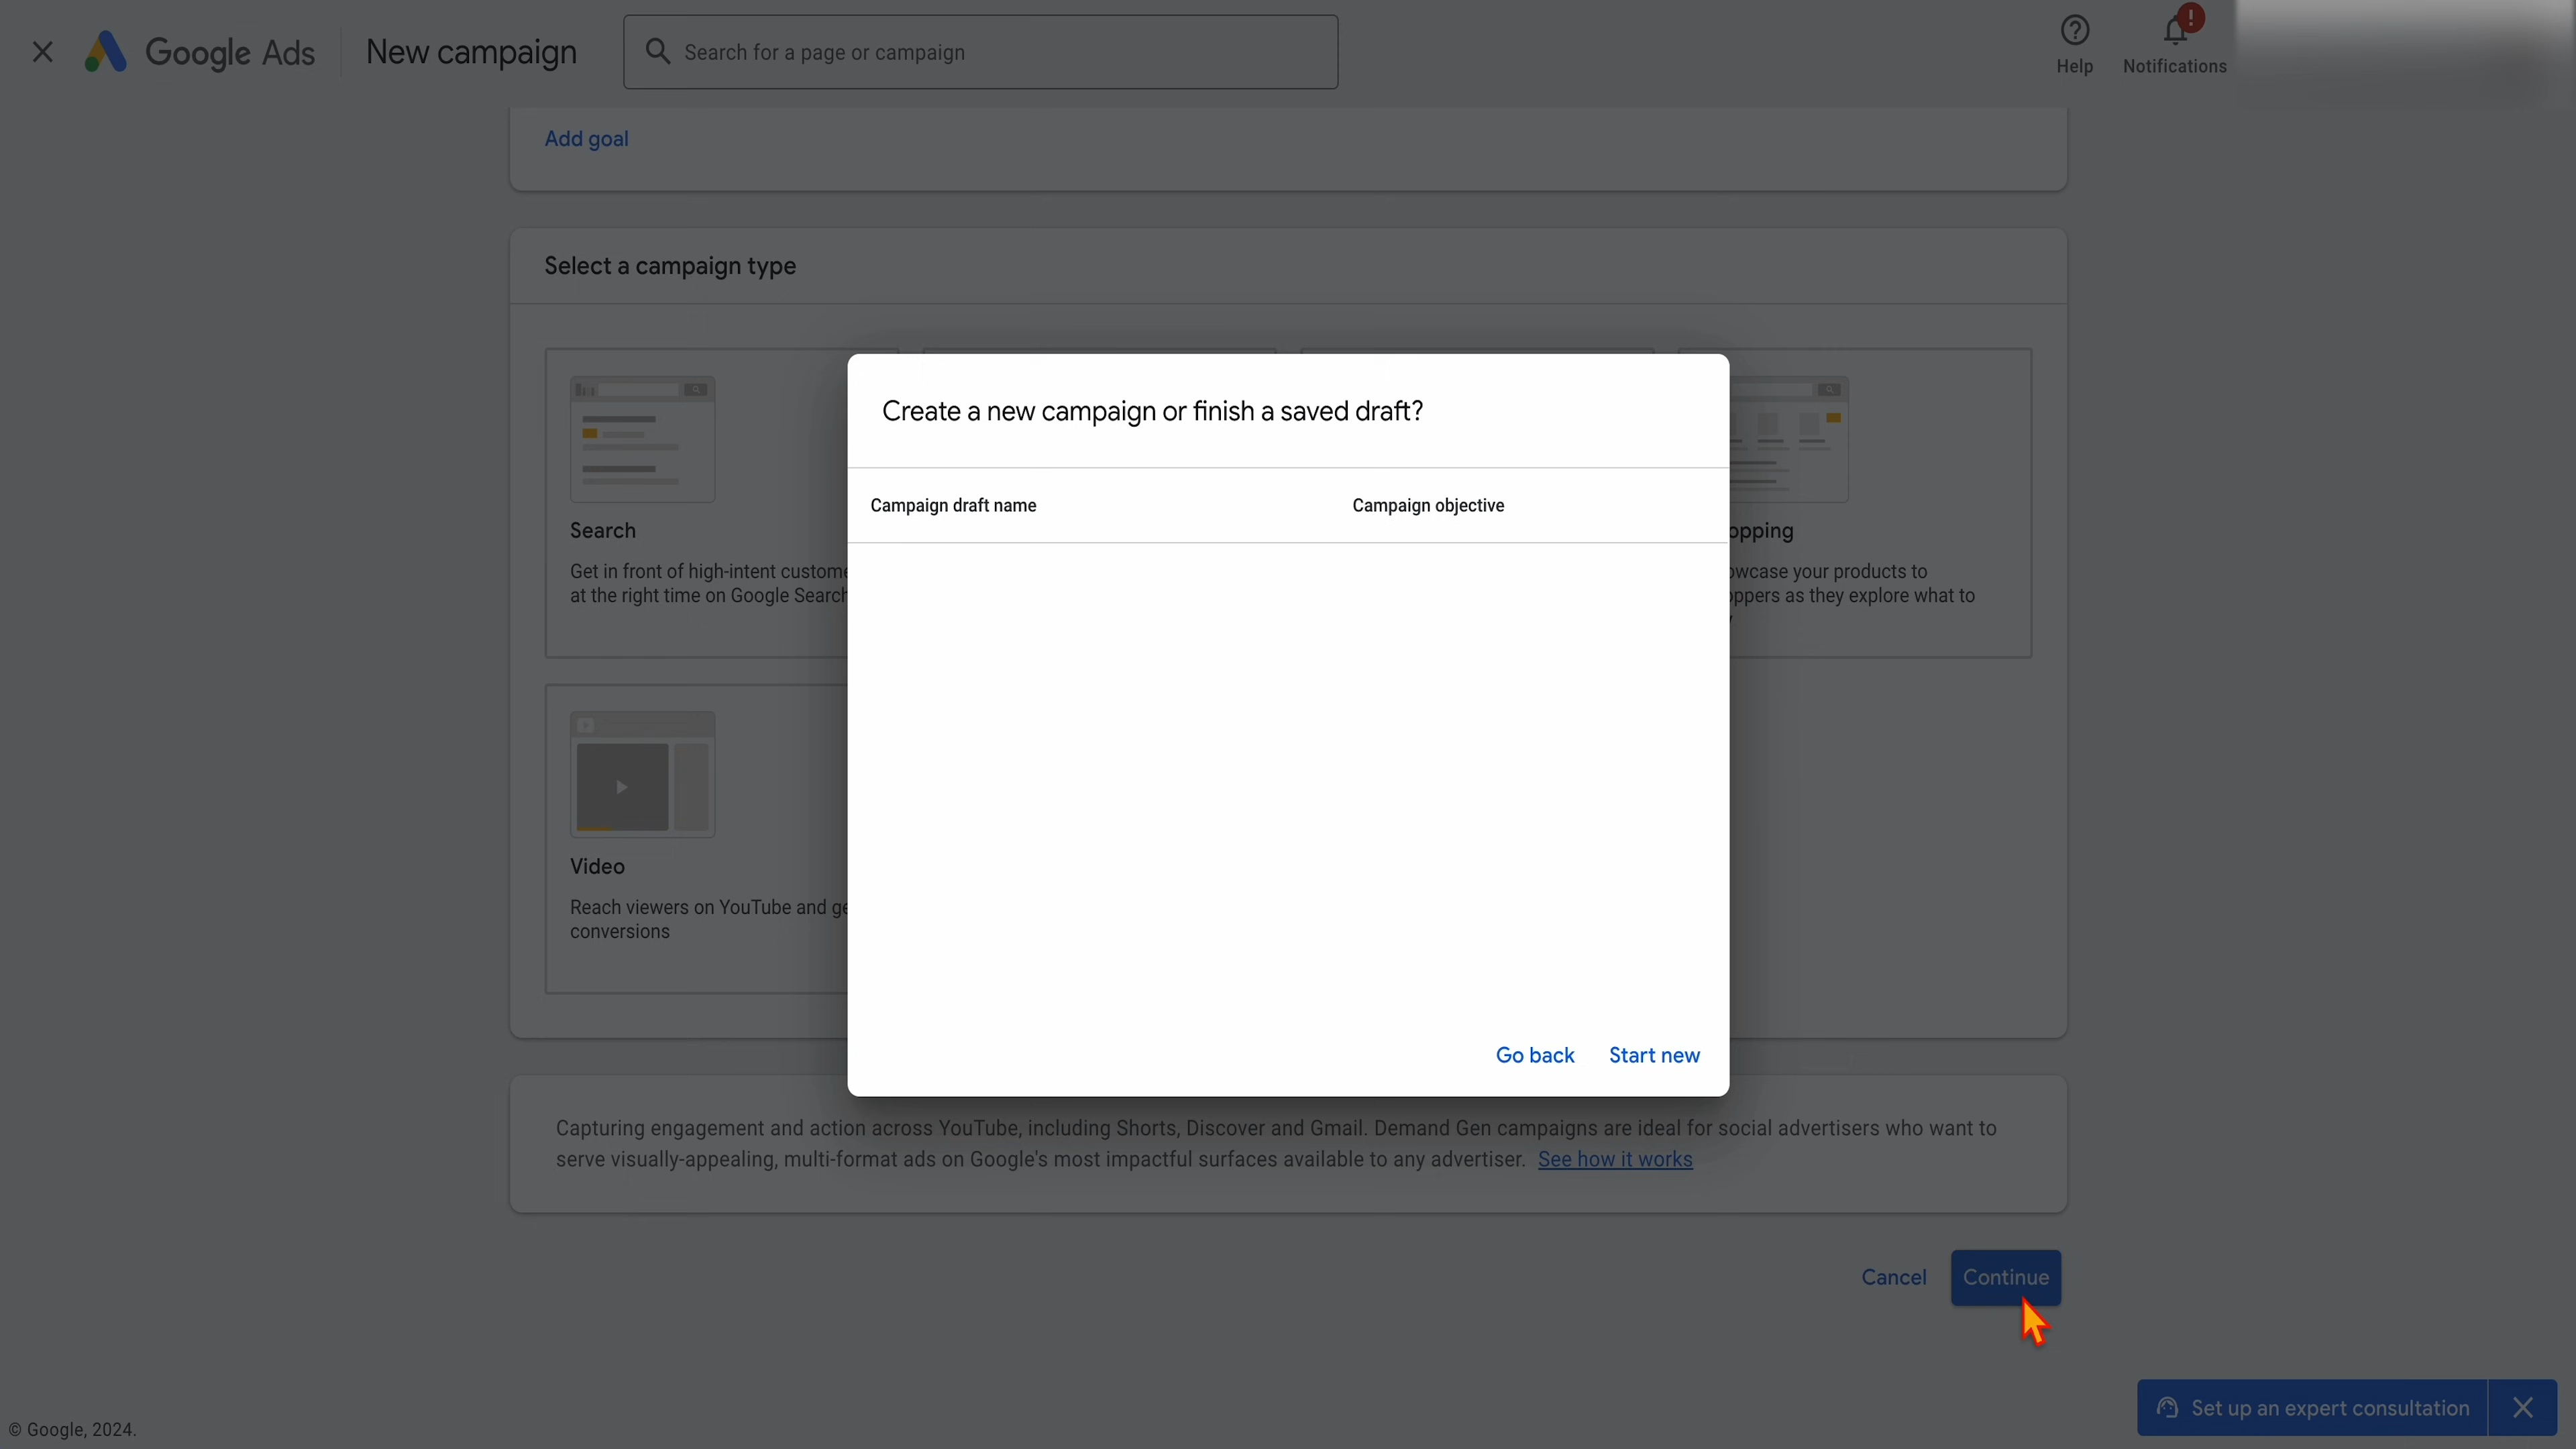 Google Ads
New campaign
Search for a page or campaign
Help
Notifications
Add goal
Select a campaign type
Create a new campaign or finish a saved draft?
Campaign draft name
Campaign objective
Search
Get in front of high-intent
at the right time on Google Search
your products to
as they explore what to
Video
Reach viewers on YouTube and
conversions
Go back
Start new
Capturing engagement and action across YouTube, including Shorts, Discover and Gmail. Demand Gen campaigns are ideal for social advertisers who want to
serve visually-appealing, multi-format ads on Google's most impactful surfaces available to any advertiser. See how it works
Cancel
Continue
Set up an expert consultation
© Google, 2024.